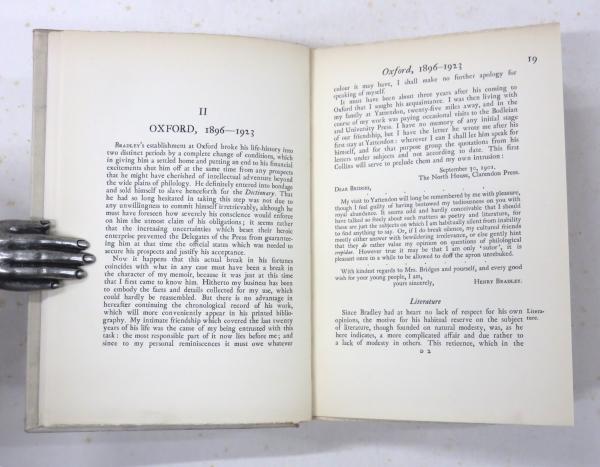 II
OXFORD, 1896—1923
BRADLEY'S establishment at Oxford broke his life-history into
two distinct periods by a complete change of conditions, which
in giving him a settled home and putting an end to his financial
excitements shut him off at the same time from any prospects
that he might have cherished of intellectual adventure beyond
the wide plains of philology. He definitely entered into bondage
and sold himself to slave henceforth for the Dictionary. That
he had so long hesitated in taking this step was not due to
any unwillingness to commit himself irretrievably, although he
must have foreseen how severely his conscience would enforce
on him the utmost claim of his obligations; it seems rather
that the increasing uncertainties which beset their heroic
enterprise prevented the Delegates of the Press from guarantee-
ing him at that time the official status which was needed to
secure his prospects and justify his acceptance.
Now it happens that this actual break in his fortunes
coincides with what in any case must have been a break in
the character of my memoir, because it was just at this time
that I first came to know him. Hitherto my business has been
to embody the facts and details collected for my use, which
could hardly be reassembled. But there is no advantage in
hereafter continuing the chronological record of his work,
which will more conveniently appear in his printed biblio-
graphy. My intimate friendship which covered the last twenty
years of his life was the cause of my being entrusted with this
task: the most responsible part of it now lies before me; and
since to my personal reminiscences it must owe whatever
Oxford, 1896–1923 19
colour it may have, I shall make no further apology for
speaking of myself.
It must have been about three years after his coming to
Oxford that I sought his acquaintance. I was then living with
my family at Yattendon, twenty-five miles away, and in the
course of my work was paying occasional visits to the Bodleian
and University Press. I have no memory of any initial stage
of our friendship, but I have the letter he wrote me after his
first stay at Yattendon: wherever I can I shall let him speak for
himself, and for that purpose group the quotations from his
letters under subjects and not according to date. This first
Collins will serve to prelude them and my own intrusion:
September 30, 1901.
The North House, Clarendon Press.
DEAR BRIDGES,
My visit to Yattendon will long be remembered by me with pleasure,
though I feel guilty of having bestowed my tediousness on you with
royal abundance. It seems odd and hardly conceivable that I should
have talked so freely about such matters as poetry and literature, for
these are just the subjects on which I am habitually silent from inability
to find anything to say. Or, if I do break silence, my cultured friends
mostly either answer with bewildering irrelevance, or else gently hint
that they do rather value my opinion on questions of philological
crepidae. However true it may be that I am only 'sutor', it is
pleasant once in a while to be allowed to doff the apron unrebuked.
With kindest regards to Mrs. Bridges and yourself, and every good
wish for your young people, I am,
yours sincerely, HENRY BRADLEY.
Literature
Since Bradley had at heart no lack of respect for his own Litera-
opinions, the motive for his habitual reserve on the subject ture.
of literature, though founded on natural modesty, was, as he
here indicates, a more complicated affair and due rather to
a lack of modesty in others. This reticence, which in the
D 2